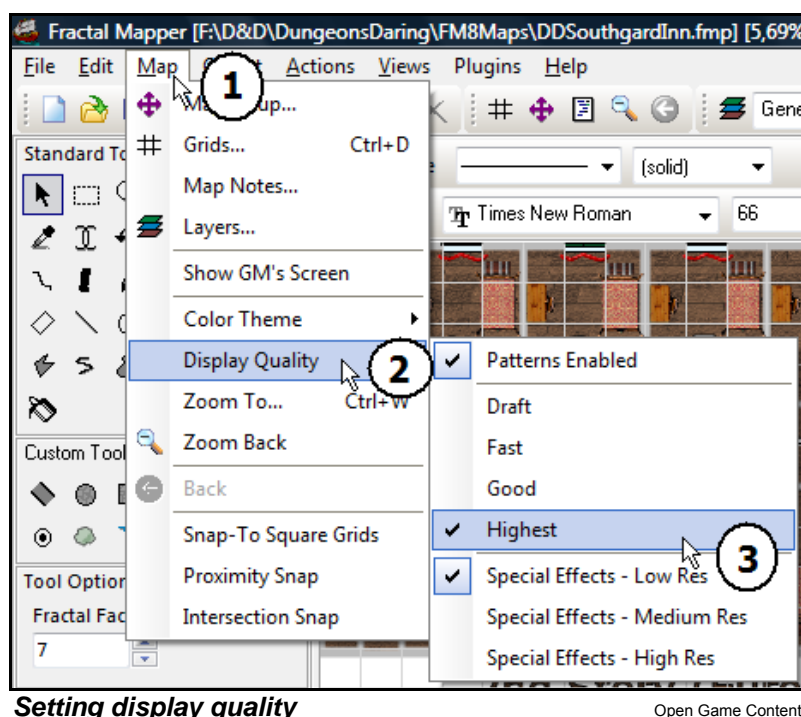 Fractal Mapper [F:\D&D\DungeonsDaring\FM8Maps\DDSouthgardInn.fmp] [5,69%
File Edit Map Actions Views Plugins Help
1
Grids... Ctrl+D
Map Notes...
Layers...
Show GM's Screen
Color Theme
Display Quality
2
Zoom To... Ctrl+W
Zoom Back
Back
Snap-To Square Grids
Proximity Snap
Intersection Snap
Gene
Standard To
(solid)
Times New Roman 66
Patterns Enabled
Draft
Fast
Good
Highest
3
Special Effects - Low Res
Special Effects - Medium Res
Special Effects - High Res
Custom Tool
Tool Option
Fractal Fac
7
Setting display quality
Open Game Content